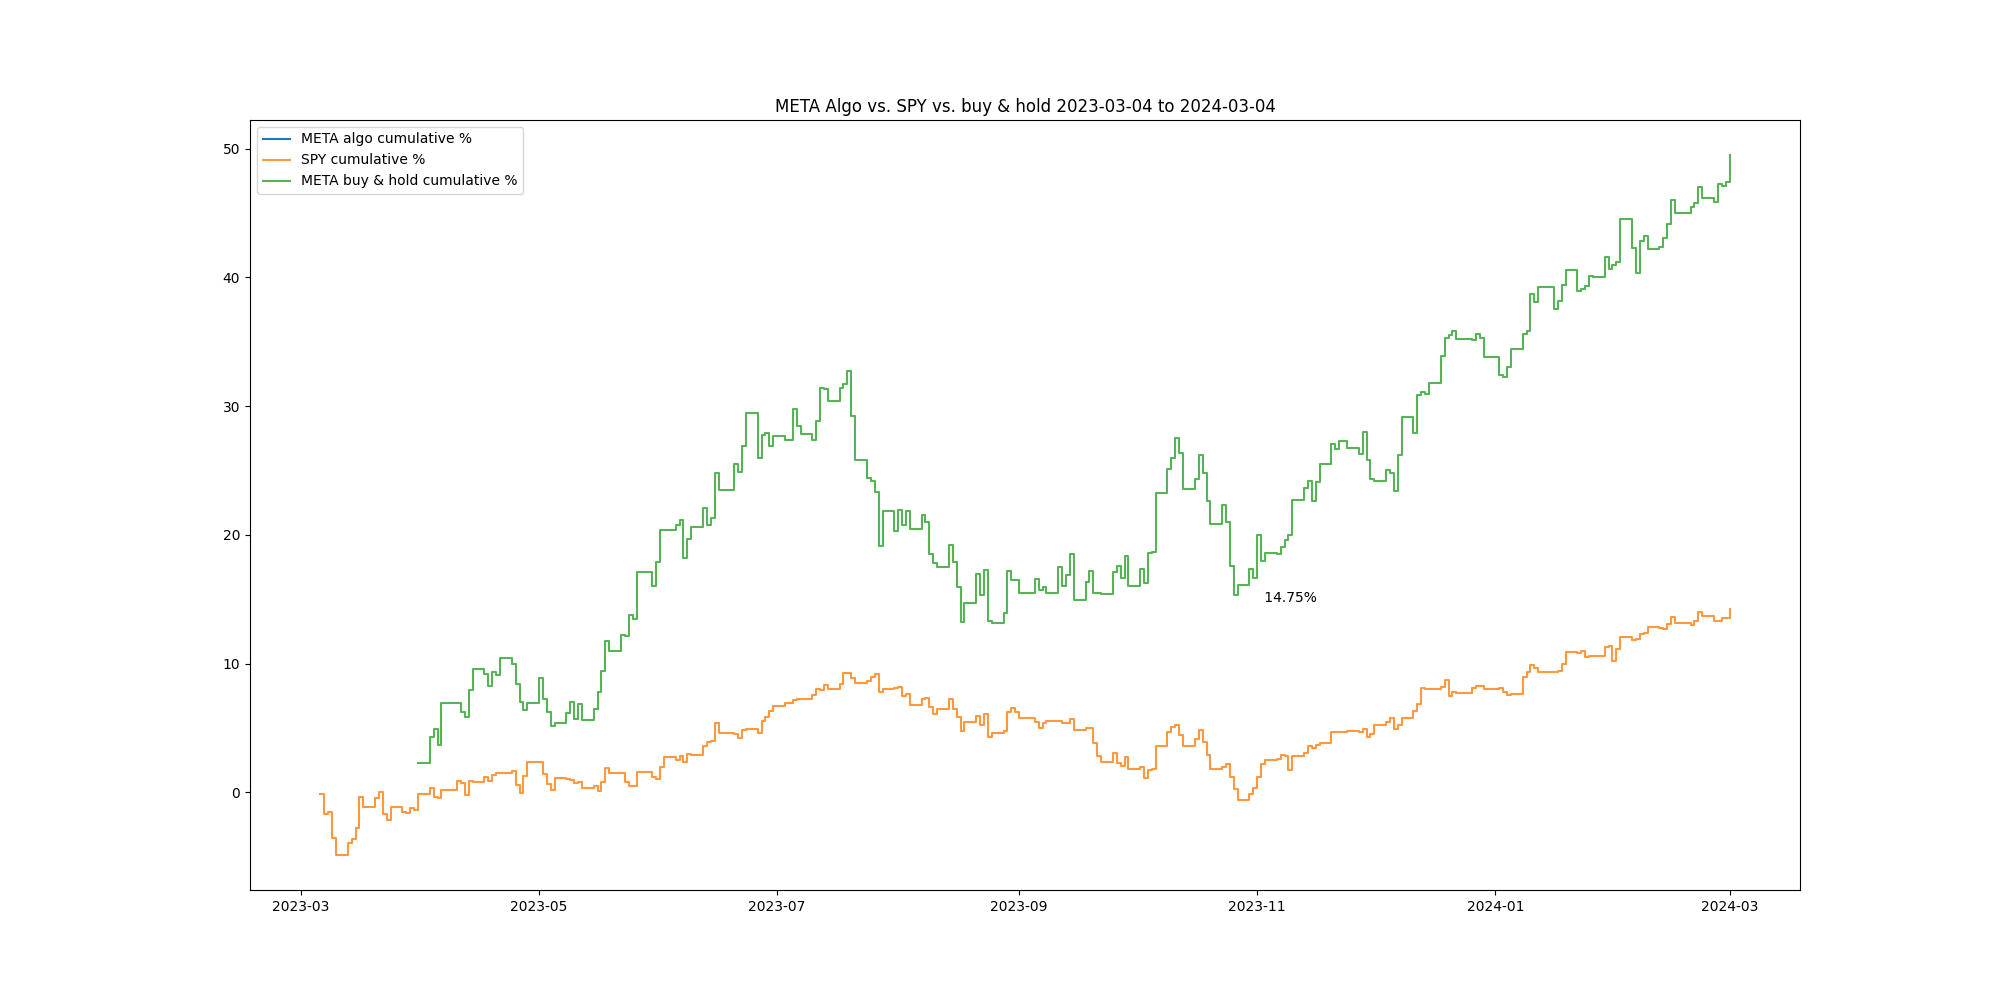 META Algo vs. SPY vs. buy & hold 2023-03-04 to 2024-03-04
META algo cumulative %
SPY cumulative %
META buy & hold cumulative %
50
40
30
20
10
0
14.75%
2023-03 2023-05 2023-07 2023-09 2023-11 2024-01 2024-03